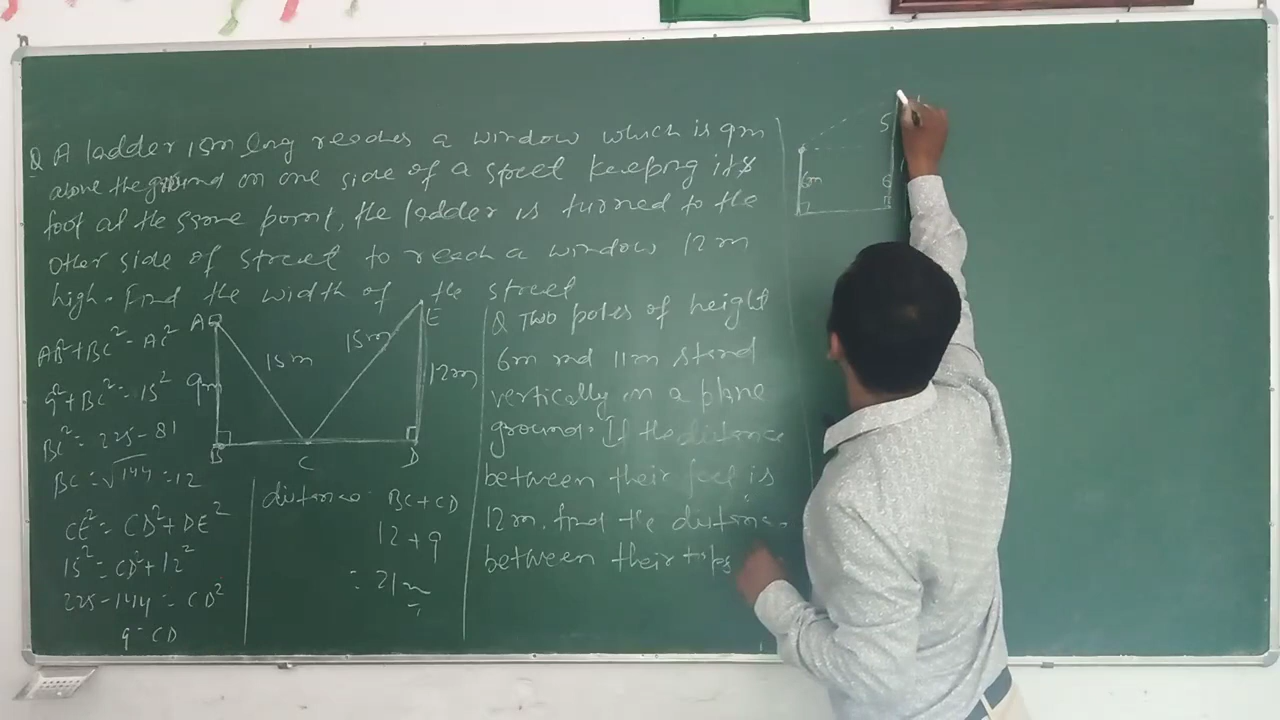 Q A ladder 15m long reaches a window which is 9m
above the ground on one side of a street keeping its
foot at the same point, the ladder is turned to the
other side of street to reach a window 12m
high. Find the width of the street
A
15m
15m
E
9m
12m
B
C
D
AB²+BC²=AC²
9²+BC²=15²
BC²=225-81
BC=√144=12
CE²=CD²+DE²
15²=CD²+12²
225-144=CD²
9=CD
distance BC+CD
12+9
=21m
Q Two poles of height
6m and 11m stand
vertically on a plane
ground. If the distance
between their feet is
12m. find the distance
between their tops
5
6m
6